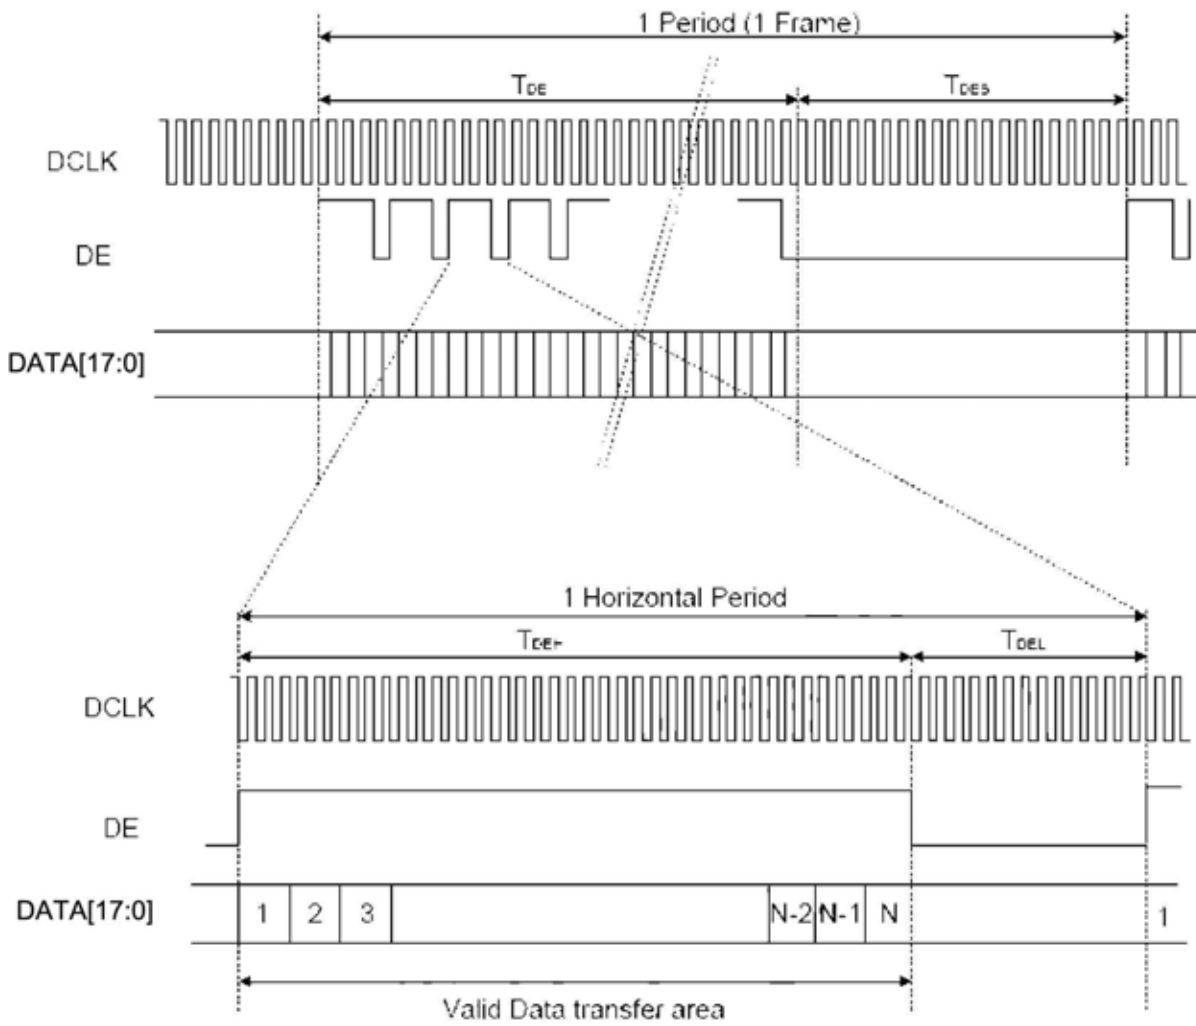 1 Period (1 Frame)
TDE
TDES
DCLK
DE
DATA[17:0]
1 Horizontal Period
TDEH
TDEL
DCLK
DE
DATA[17:0]
1
2
3
N-2
N-1
N
1
Valid Data transfer area